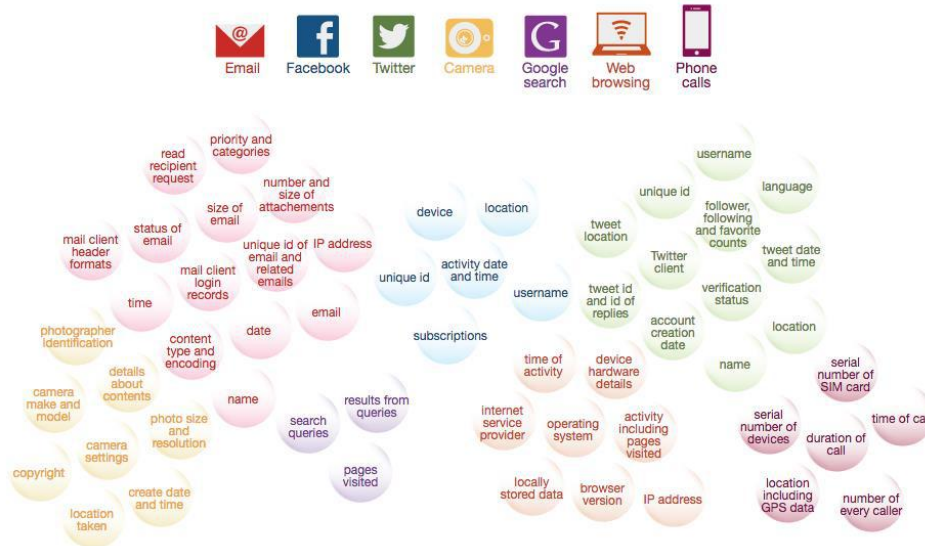 @
Email
Facebook
Twitter
Camera
G
Google
search
Web
browsing
Phone
calls
priority and
categories
read
recipient
request
number and
size of
attachements
size of
email
status of
email
mail client
header
formats
unique id of
email and
related
emails
IP address
mail client
login
records
time
date
email
content
type and
encoding
name
photographer
identification
details
about
contents
camera
make and
model
photo size
and
resolution
camera
settings
copyright
create date
and time
location
taken
search
queries
results from
queries
pages
visited
device
location
unique id
activity date
and time
username
subscriptions
username
unique id
language
follower,
following
and favorite
counts
tweet
location
Twitter
client
tweet date
and time
tweet id
and id of
replies
verification
status
account
creation
date
location
name
time of
activity
device
hardware
details
internet
service
provider
operating
system
activity
including
pages
visited
locally
stored data
browser
version
IP address
serial
number of
SIM card
serial
number of
devices
duration of
call
time of ca
location
including
GPS data
number of
every caller